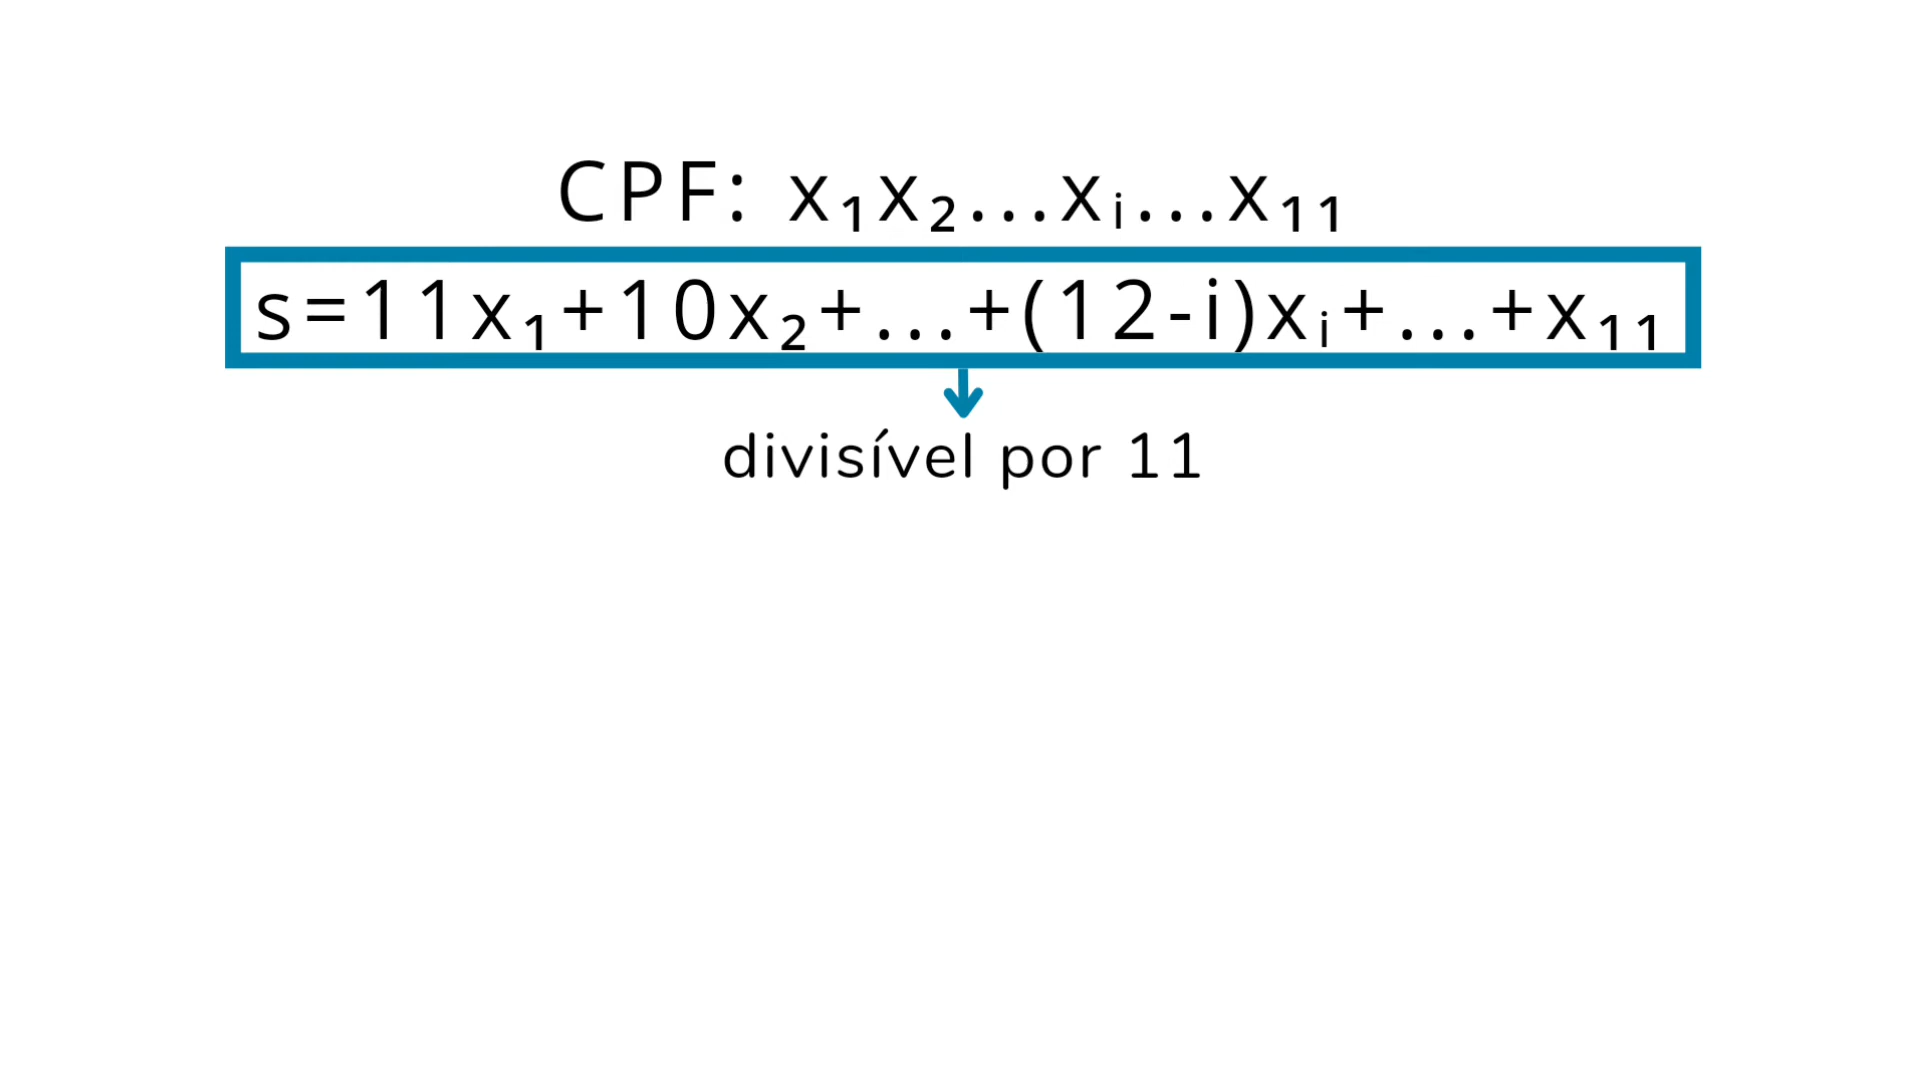 CPF: x₁x₂...xᵢ...x₁₁
s=11x₁+10x₂+...+(12-i)xᵢ+...+x₁₁
divisível por 11